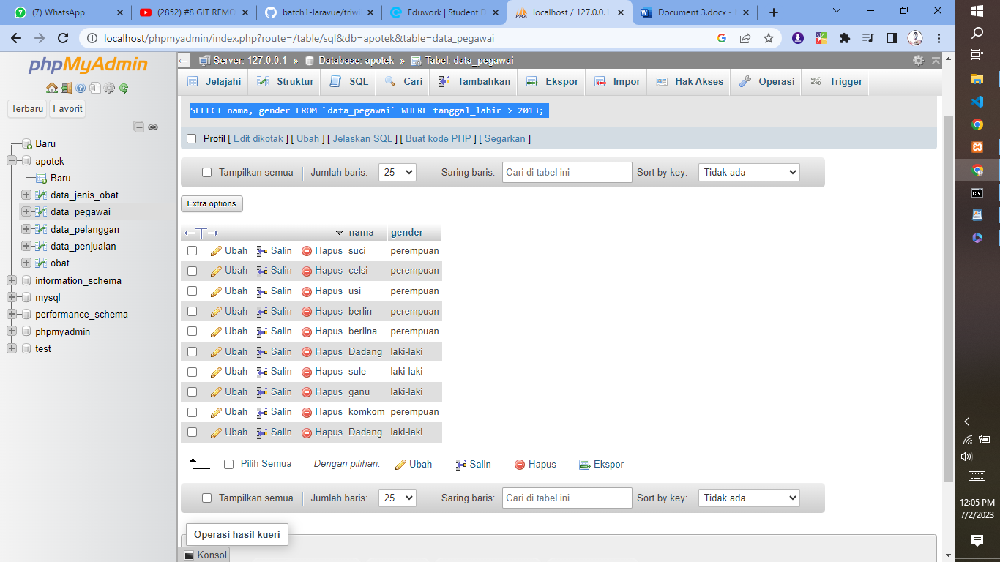 (7) WhatsApp
(2852) #8 GIT REMO
batch1-laravue/triwi
Eduwork | Student D
localhost / 127.0.0.1
Document 3.docx -
localhost/phpmyadmin/index.php?route=/table/sql&db=apotek&table=data_pegawai
phpMyAdmin
Terbaru
Favorit
Baru
apotek
Baru
data_jenis_obat
data_pegawai
data_pelanggan
data_penjualan
obat
information_schema
mysql
performance_schema
phpmyadmin
test
Server: 127.0.0.1 » Database: apotek » Tabel: data_pegawai
Jelajahi Struktur SQL Cari Tambahkan Ekspor Impor Hak Akses Operasi Trigger
SELECT nama, gender FROM `data_pegawai` WHERE tanggal_lahir > 2013;
Profil [ Edit dikotak ] [ Ubah ] [ Jelaskan SQL ] [ Buat kode PHP ] [ Segarkan ]
Tampilkan semua | Jumlah baris: 25 Saring baris: Cari di tabel ini Sort by key: Tidak ada
Extra options
←T→ nama gender
Ubah Salin Hapus suci perempuan
Ubah Salin Hapus celsi perempuan
Ubah Salin Hapus usi perempuan
Ubah Salin Hapus berlin perempuan
Ubah Salin Hapus berlina perempuan
Ubah Salin Hapus Dadang laki-laki
Ubah Salin Hapus sule laki-laki
Ubah Salin Hapus ganu laki-laki
Ubah Salin Hapus komkom perempuan
Ubah Salin Hapus Dadang laki-laki
Pilih Semua Dengan pilihan: Ubah Salin Hapus Ekspor
Tampilkan semua | Jumlah baris: 25 Saring baris: Cari di tabel ini Sort by key: Tidak ada
Operasi hasil kueri
Konsol
12:05 PM
7/2/2023